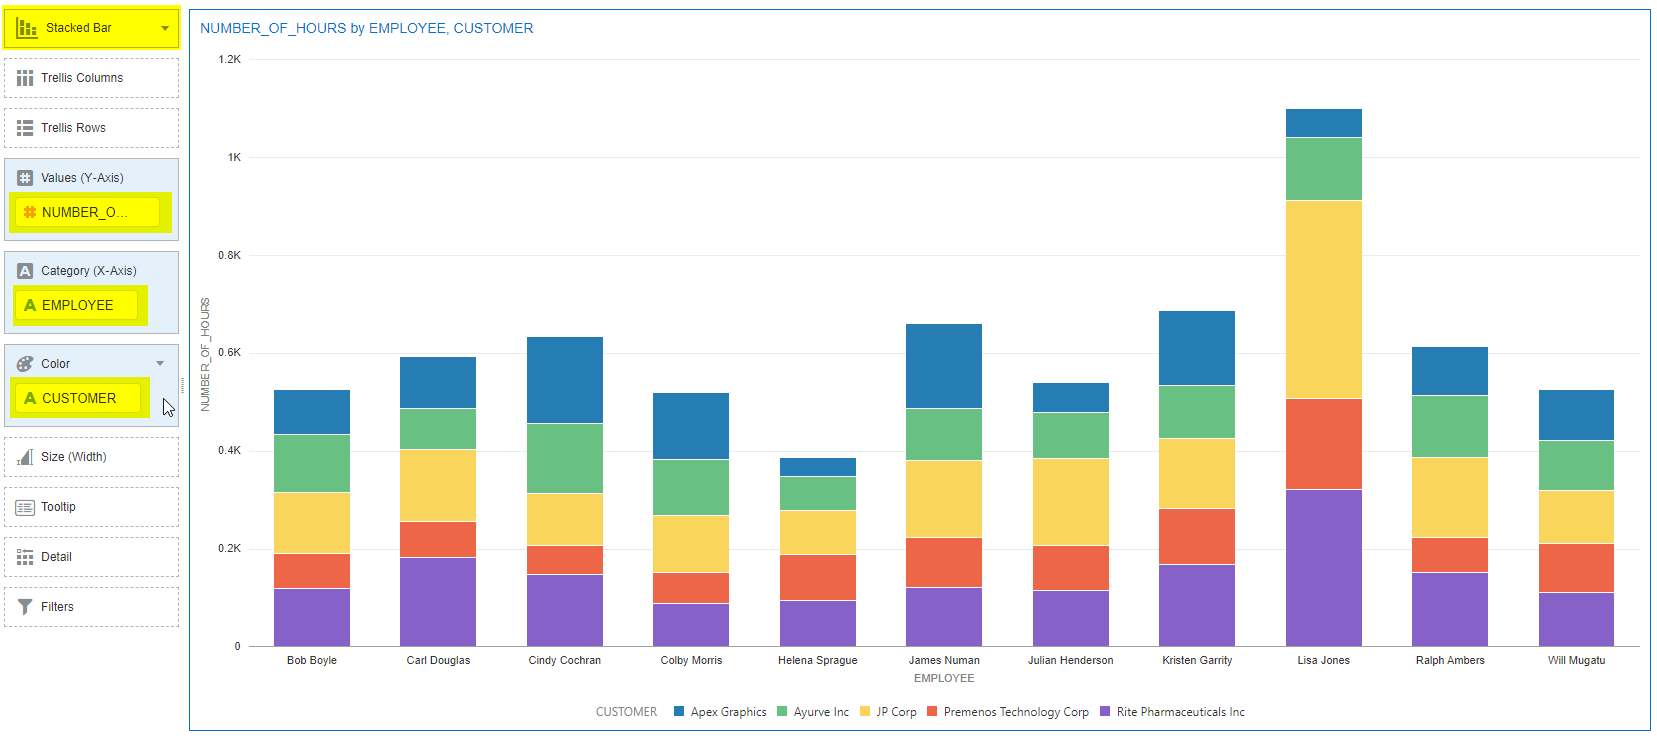 Stacked Bar
Trellis Columns
Trellis Rows
Values (Y-Axis)
NUMBER_O...
Category (X-Axis)
EMPLOYEE
Color
CUSTOMER
Size (Width)
Tooltip
Detail
Filters
NUMBER_OF_HOURS by EMPLOYEE, CUSTOMER
NUMBER_OF_HOURS
1.2K
1K
0.8K
0.6K
0.4K
0.2K
0
Bob Boyle Carl Douglas Cindy Cochran Colby Morris Helena Sprague James Numan Julian Henderson Kristen Garrity Lisa Jones Ralph Ambers Will Mugatu
EMPLOYEE
CUSTOMER Apex Graphics Ayurve Inc JP Corp Premenos Technology Corp Rite Pharmaceuticals Inc